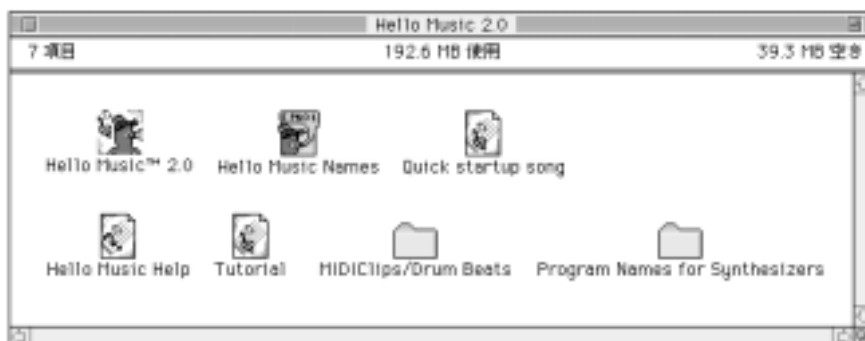 Hello Music 2.0
7 項目 192.6 MB 使用 39.3 MB 空き
Hello Music™ 2.0 Hello Music Names Quick startup song
Hello Music Help Tutorial MIDIClips/Drum Beats Program Names for Synthesizers